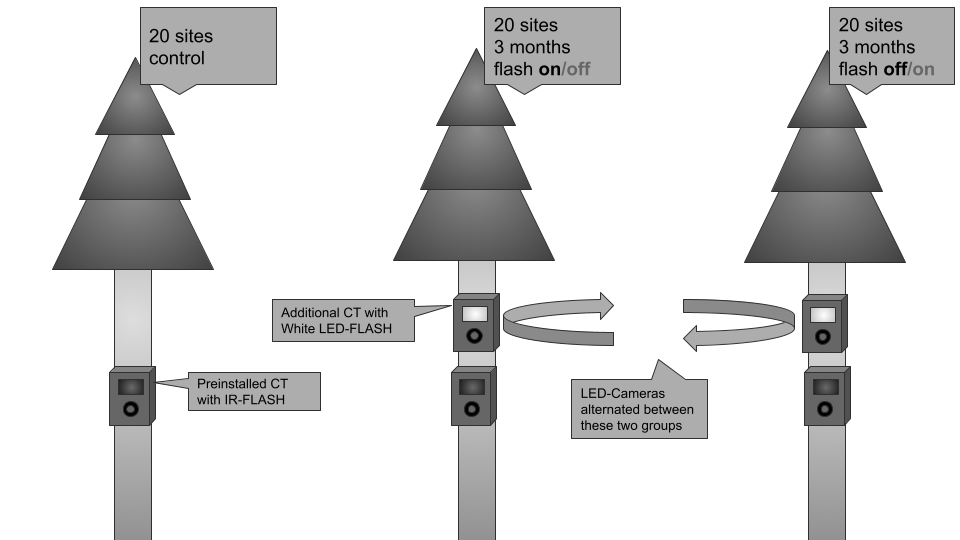 20 sites
control
20 sites
3 months
flash on/off
20 sites
3 months
flash off/on
Additional CT with
White LED-FLASH
Preinstalled CT
with IR-FLASH
LED-Cameras
alternated between
these two groups